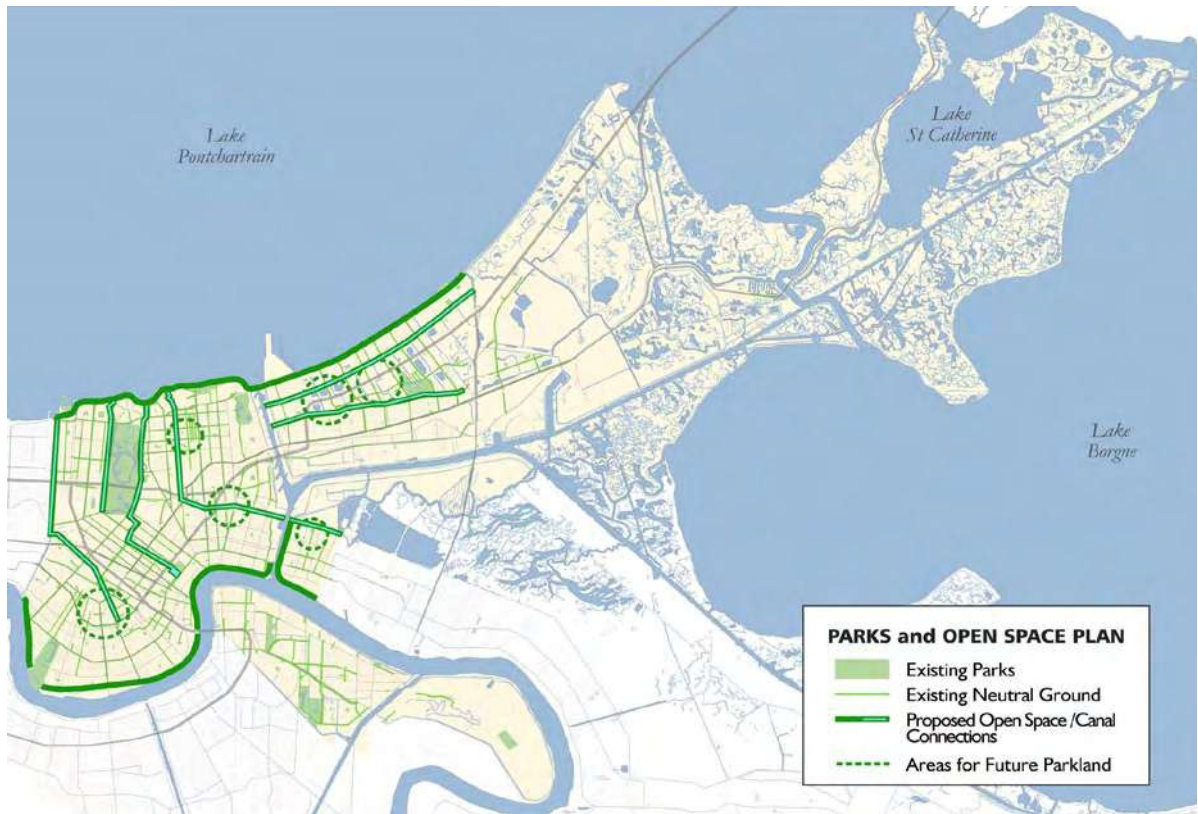 Lake
Pontchartrain
Lake
St Catherine
Lake
Borgne
PARKS and OPEN SPACE PLAN
Existing Parks
Existing Neutral Ground
Proposed Open Space /Canal
Connections
Areas for Future Parkland